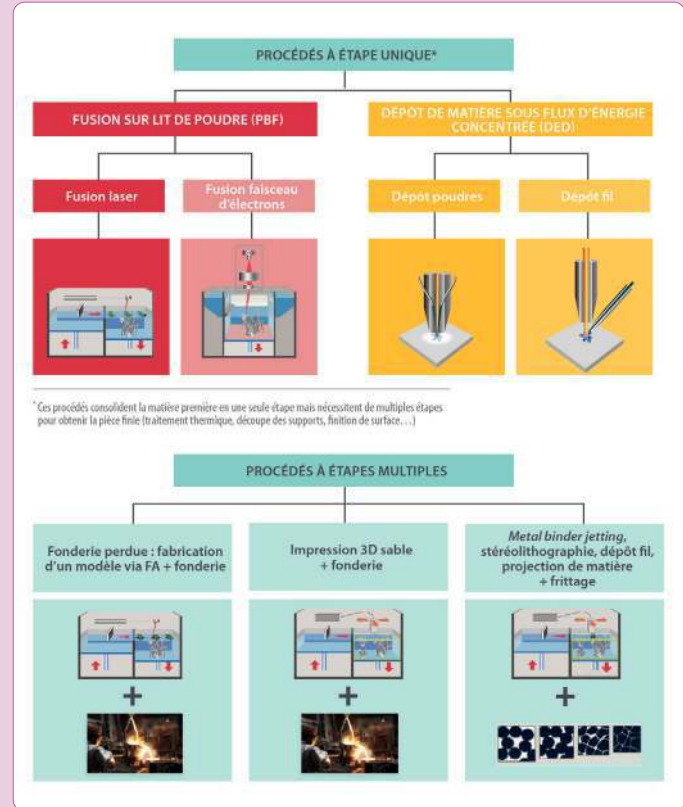 PROCÉDÉS À ÉTAPE UNIQUE*
FUSION SUR LIT DE POUDRE (PBF)
DÉPÔT DE MATIÈRE SOUS FLUX D'ÉNERGIE
CONCENTRÉE (DED)
Fusion laser
Fusion faisceau
d'électrons
Dépôt poudres
Dépôt fil
* Ces procédés consolident la matière première en une seule étape mais nécessitent de multiples étapes
pour obtenir la pièce finie (traitement thermique, découpe des supports, finition de surface…)
PROCÉDÉS À ÉTAPES MULTIPLES
Fonderie perdue : fabrication
d'un modèle via FA + fonderie
Impression 3D sable
+ fonderie
Metal binder jetting,
stéréolithographie, dépôt fil,
projection de matière
+ frittage
+
+
+